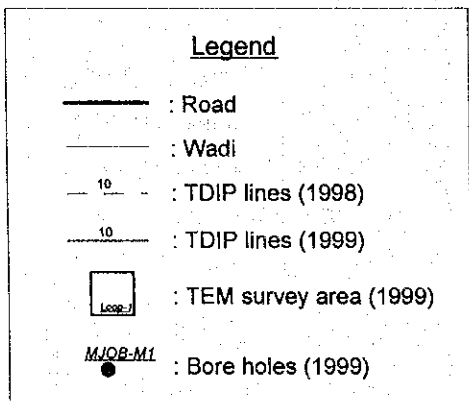 Legend
: Road
: Wadi
10 : TDIP lines (1998)
10 : TDIP lines (1999)
Loop-1 : TEM survey area (1999)
MJOB-M1 : Bore holes (1999)